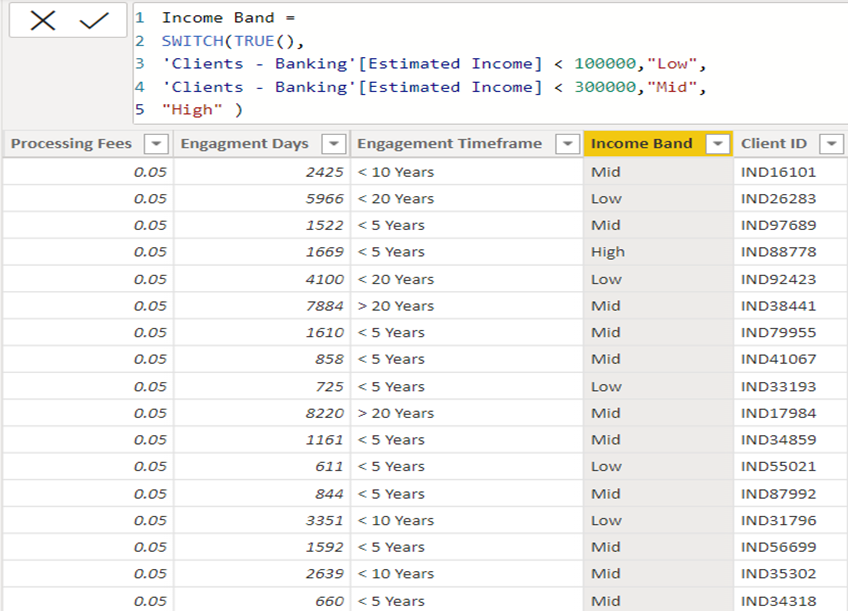 1 Income Band =
2 SWITCH(TRUE(),
3 'Clients - Banking'[Estimated Income] < 100000,"Low",
4 'Clients - Banking'[Estimated Income] < 300000,"Mid",
5 "High" )
Processing Fees Engagment Days Engagement Timeframe Income Band Client ID
0.05 2425 < 10 Years Mid IND16101
0.05 5966 < 20 Years Low IND26283
0.05 1522 < 5 Years Mid IND97689
0.05 1669 < 5 Years High IND88778
0.05 4100 < 20 Years Low IND92423
0.05 7884 > 20 Years Mid IND38441
0.05 1610 < 5 Years Mid IND79955
0.05 858 < 5 Years Mid IND41067
0.05 725 < 5 Years Low IND33193
0.05 8220 > 20 Years Mid IND17984
0.05 1161 < 5 Years Mid IND34859
0.05 611 < 5 Years Low IND55021
0.05 844 < 5 Years Mid IND87992
0.05 3351 < 10 Years Low IND31796
0.05 1592 < 5 Years Mid IND56699
0.05 2639 < 10 Years Mid IND35302
0.05 660 < 5 Years Mid IND34318